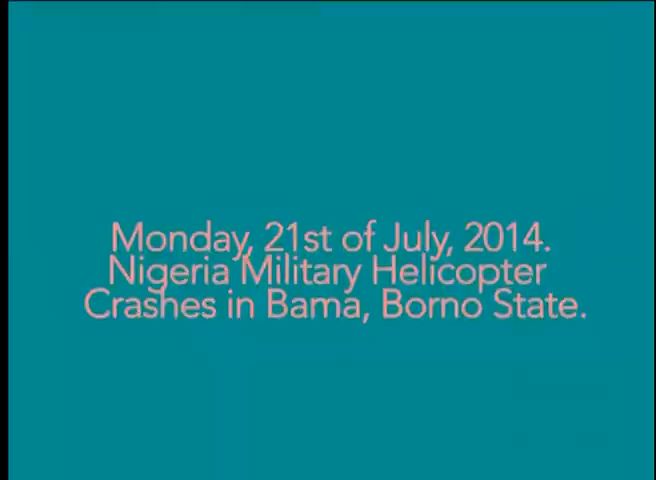 Monday, 21st of July, 2014.
Nigeria Military Helicopter
Crashes in Bama, Borno State.